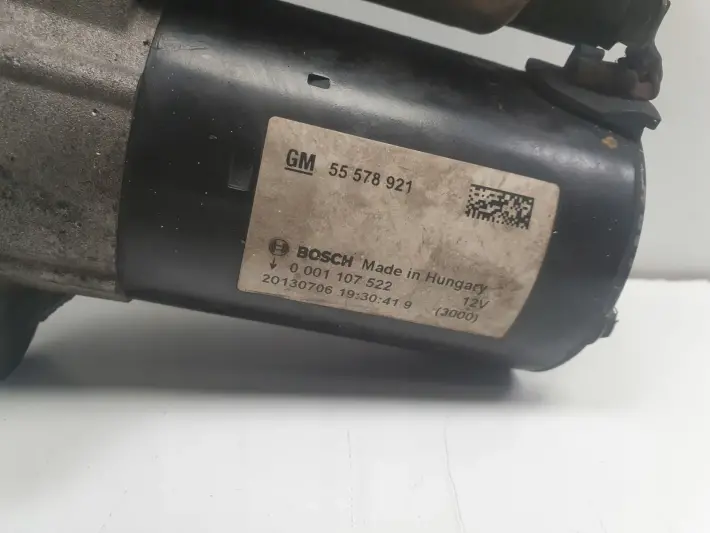 GM 55 578 921
BOSCH Made in Hungary
0 001 107 522 12V
20130706 19:30:41 9 (3000)